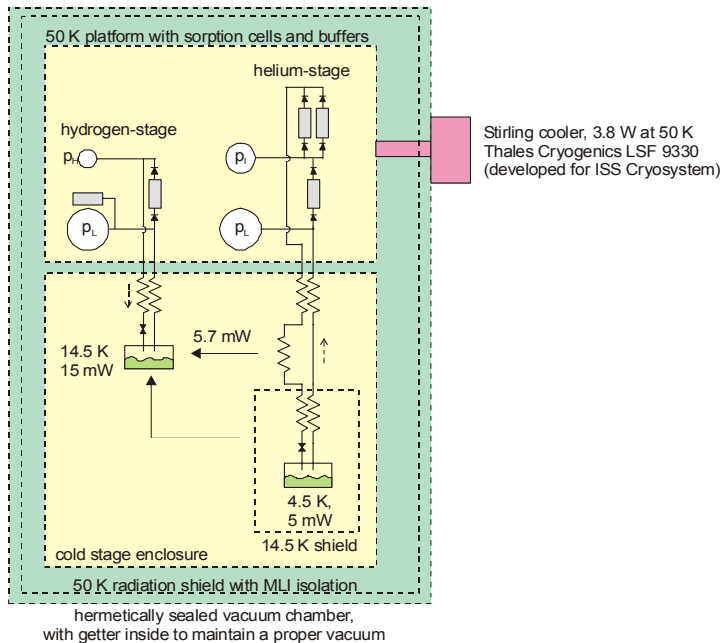 50 K platform with sorption cells and buffers
helium-stage
hydrogen-stage
pH
pI
pL
pL
Stirling cooler, 3.8 W at 50 K
Thales Cryogenics LSF 9330
(developed for ISS Cryosystem)
5.7 mW
14.5 K
15 mW
4.5 K,
5 mW
14.5 K shield
cold stage enclosure
50 K radiation shield with MLI isolation
hermetically sealed vacuum chamber,
with getter inside to maintain a proper vacuum